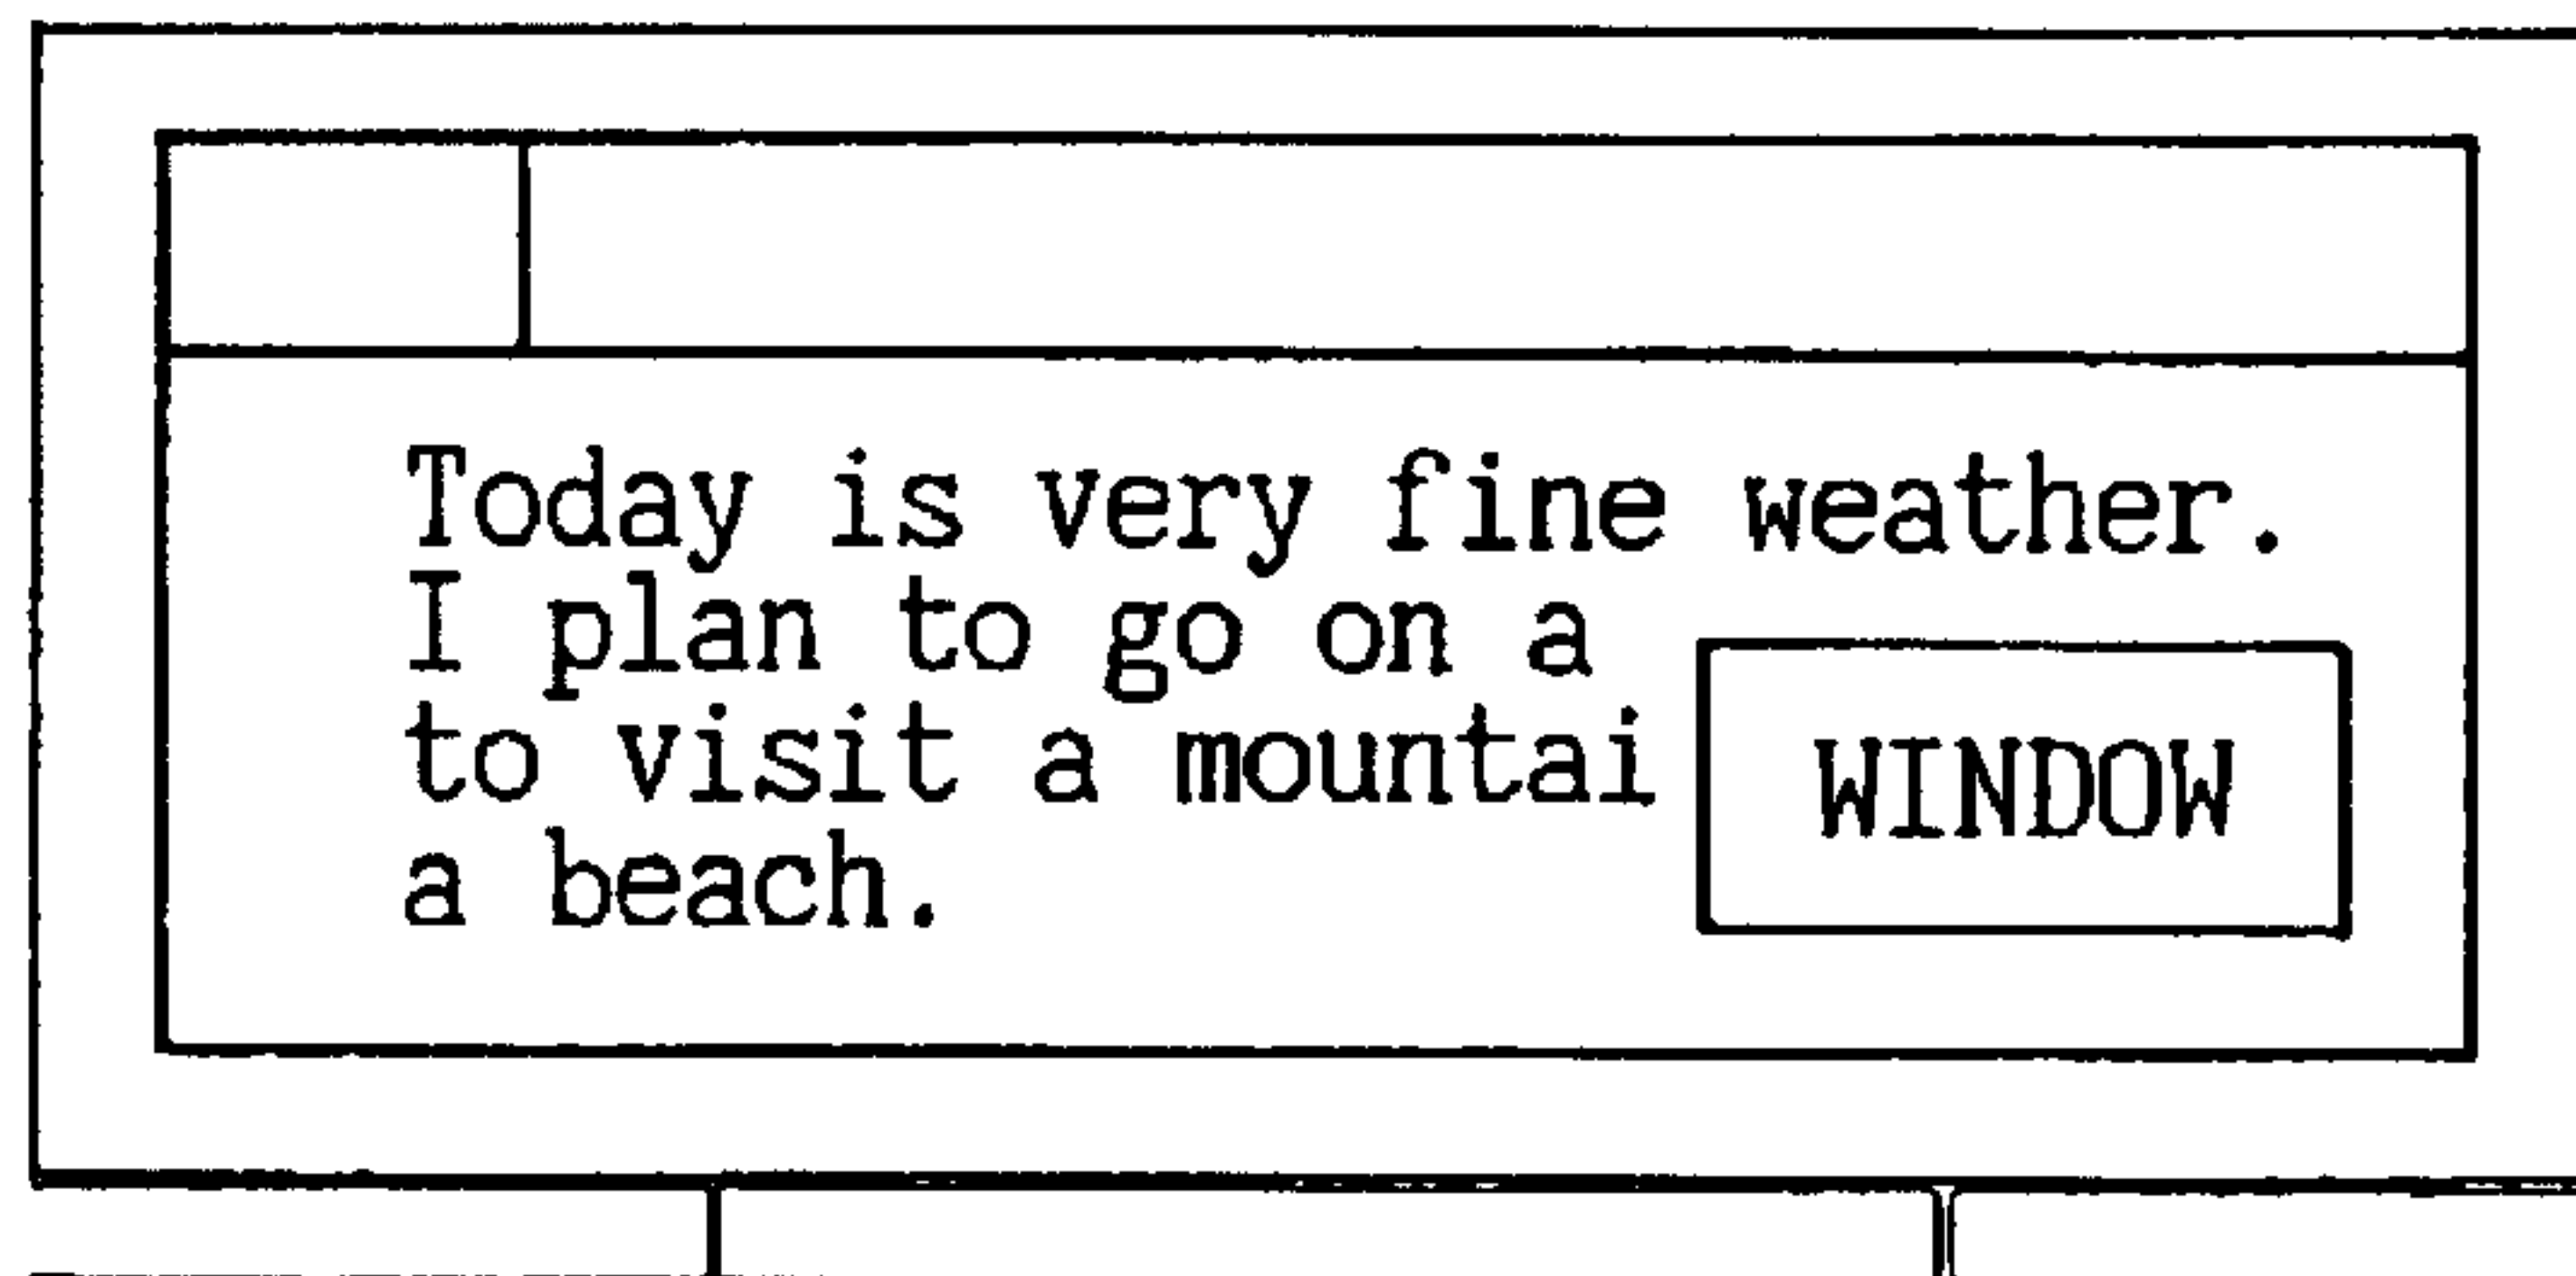 Today is very fine weather.
I plan to go on a
to visit a mountai
a beach.
WINDOW